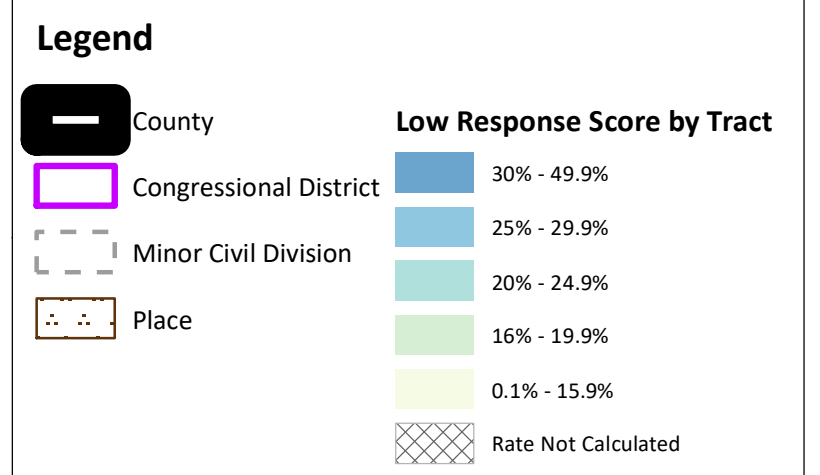 Legend
County
Congressional District
Minor Civil Division
Place
Low Response Score by Tract
30% - 49.9%
25% - 29.9%
20% - 24.9%
16% - 19.9%
0.1% - 15.9%
Rate Not Calculated